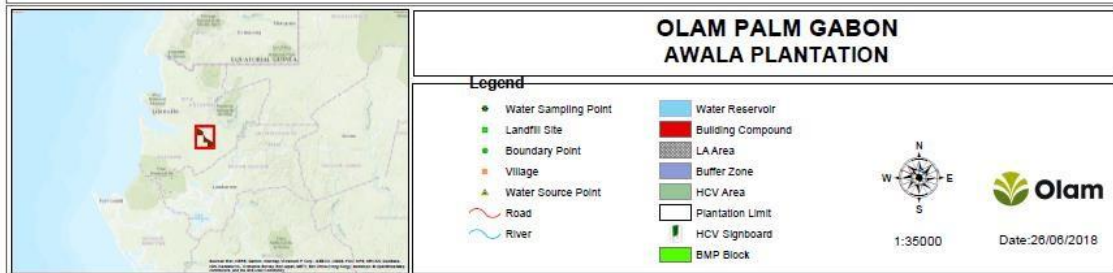 OLAM PALM GABON
AWALA PLANTATION
Legend
Water Sampling Point
Landfill Site
Boundary Point
Village
Water Source Point
Road
River
Water Reservoir
Building Compound
LA Area
Buffer Zone
HCV Area
Plantation Limit
HCV Signboard
BMP Block
N
W
E
S
1:35000
Olam
Date:26/06/2018
EQUATORIAL GUINEA
Libreville